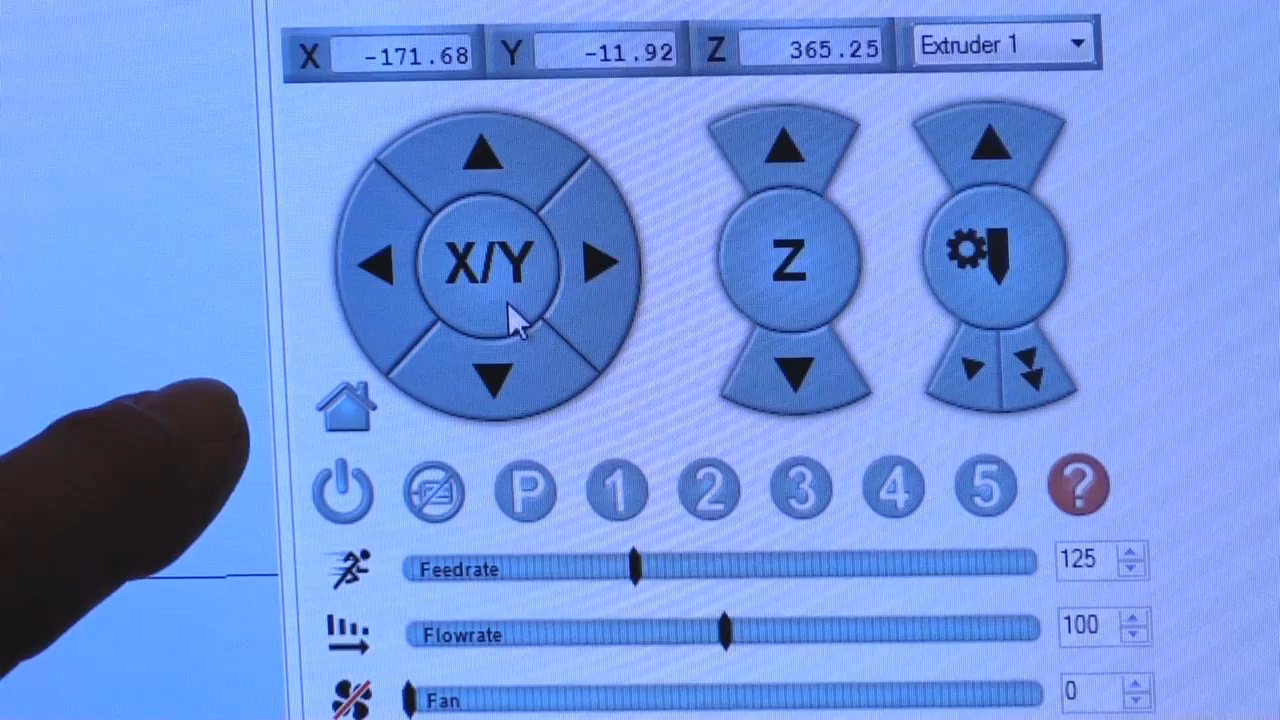 X -171.68 Y -11.92 Z 365.25 Extruder 1
X/Y Z
P 1 2 3 4 5 ?
Feedrate 125
Flowrate 100
Fan 0